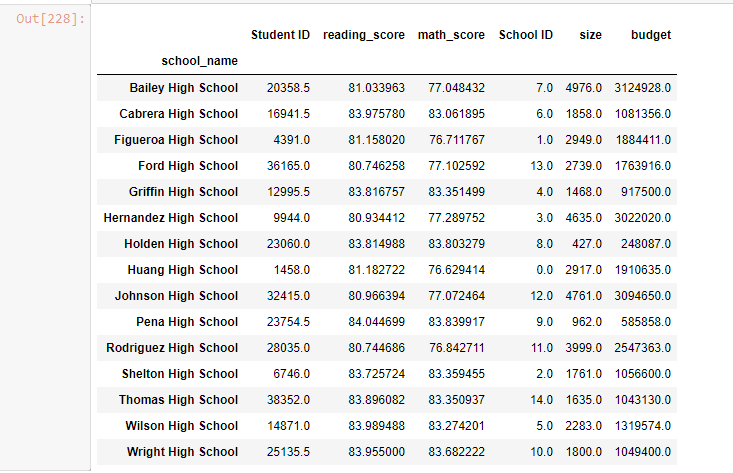 Out[228]:
Student ID reading_score math_score School ID size budget
school_name
Bailey High School 20358.5 81.033963 77.048432 7.0 4976.0 3124928.0
Cabrera High School 16941.5 83.975780 83.061895 6.0 1858.0 1081356.0
Figueroa High School 4391.0 81.158020 76.711767 1.0 2949.0 1884411.0
Ford High School 36165.0 80.746258 77.102592 13.0 2739.0 1763916.0
Griffin High School 12995.5 83.816757 83.351499 4.0 1468.0 917500.0
Hernandez High School 9944.0 80.934412 77.289752 3.0 4635.0 3022020.0
Holden High School 23060.0 83.814988 83.803279 8.0 427.0 248087.0
Huang High School 1458.0 81.182722 76.629414 0.0 2917.0 1910635.0
Johnson High School 32415.0 80.966394 77.072464 12.0 4761.0 3094650.0
Pena High School 23754.5 84.044699 83.839917 9.0 962.0 585858.0
Rodriguez High School 28035.0 80.744686 76.842711 11.0 3999.0 2547363.0
Shelton High School 6746.0 83.725724 83.359455 2.0 1761.0 1056600.0
Thomas High School 38352.0 83.896082 83.350937 14.0 1635.0 1043130.0
Wilson High School 14871.0 83.989488 83.274201 5.0 2283.0 1319574.0
Wright High School 25135.5 83.955000 83.682222 10.0 1800.0 1049400.0